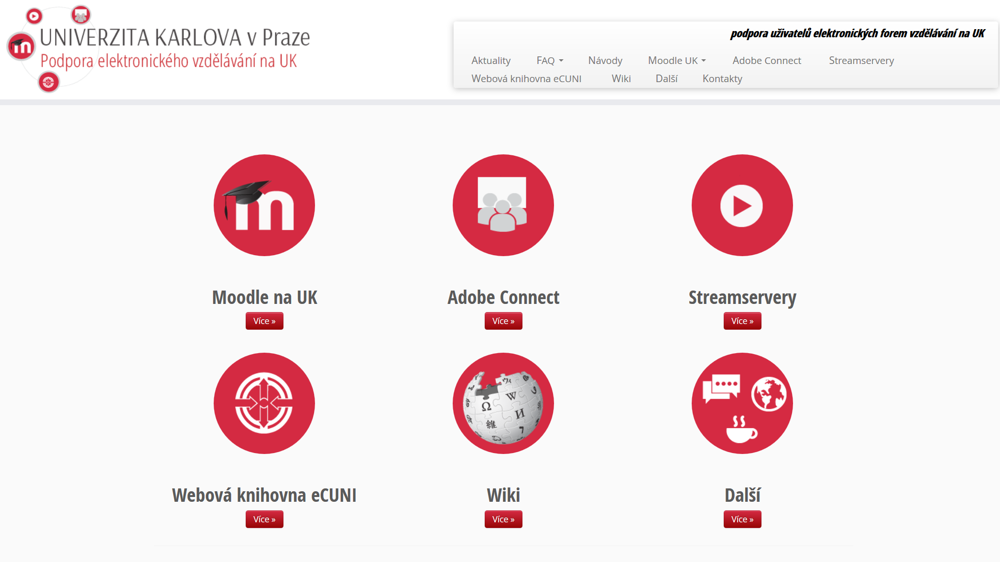 UNIVERZITA KARLOVA v Praze
Podpora elektronického vzdělávání na UK
podpora uživatelů elektronických forem vzdělávání na UK
Aktuality FAQ Návody Moodle UK Adobe Connect Streamservery
Webová knihovna eCUNI Wiki Další Kontakty
Moodle na UK
Více »
Adobe Connect
Více »
Streamservery
Více »
Webová knihovna eCUNI
Více »
Wiki
Více »
Další
Více »